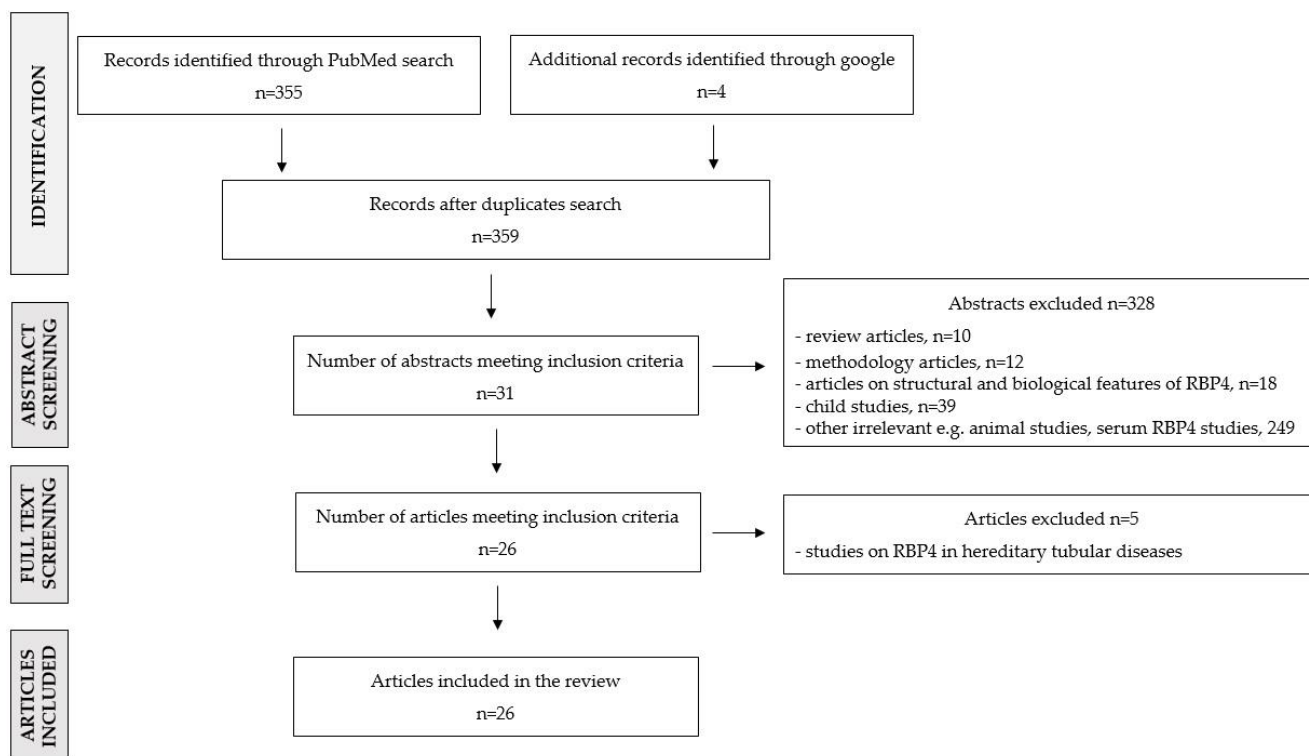 IDENTIFICATION
Records identified through PubMed search
n=355
Additional records identified through google
n=4
Records after duplicates search
n=359
ABSTRACT
SCREENING
Number of abstracts meeting inclusion criteria
n=31
Abstracts excluded n=328
- review articles, n=10
- methodology articles, n=12
- articles on structural and biological features of RBP4, n=18
- child studies, n=39
- other irrelevant e.g. animal studies, serum RBP4 studies, 249
FULL TEXT
SCREENING
Number of articles meeting inclusion criteria
n=26
Articles excluded n=5
- studies on RBP4 in hereditary tubular diseases
ARTICLES
INCLUDED
Articles included in the review
n=26